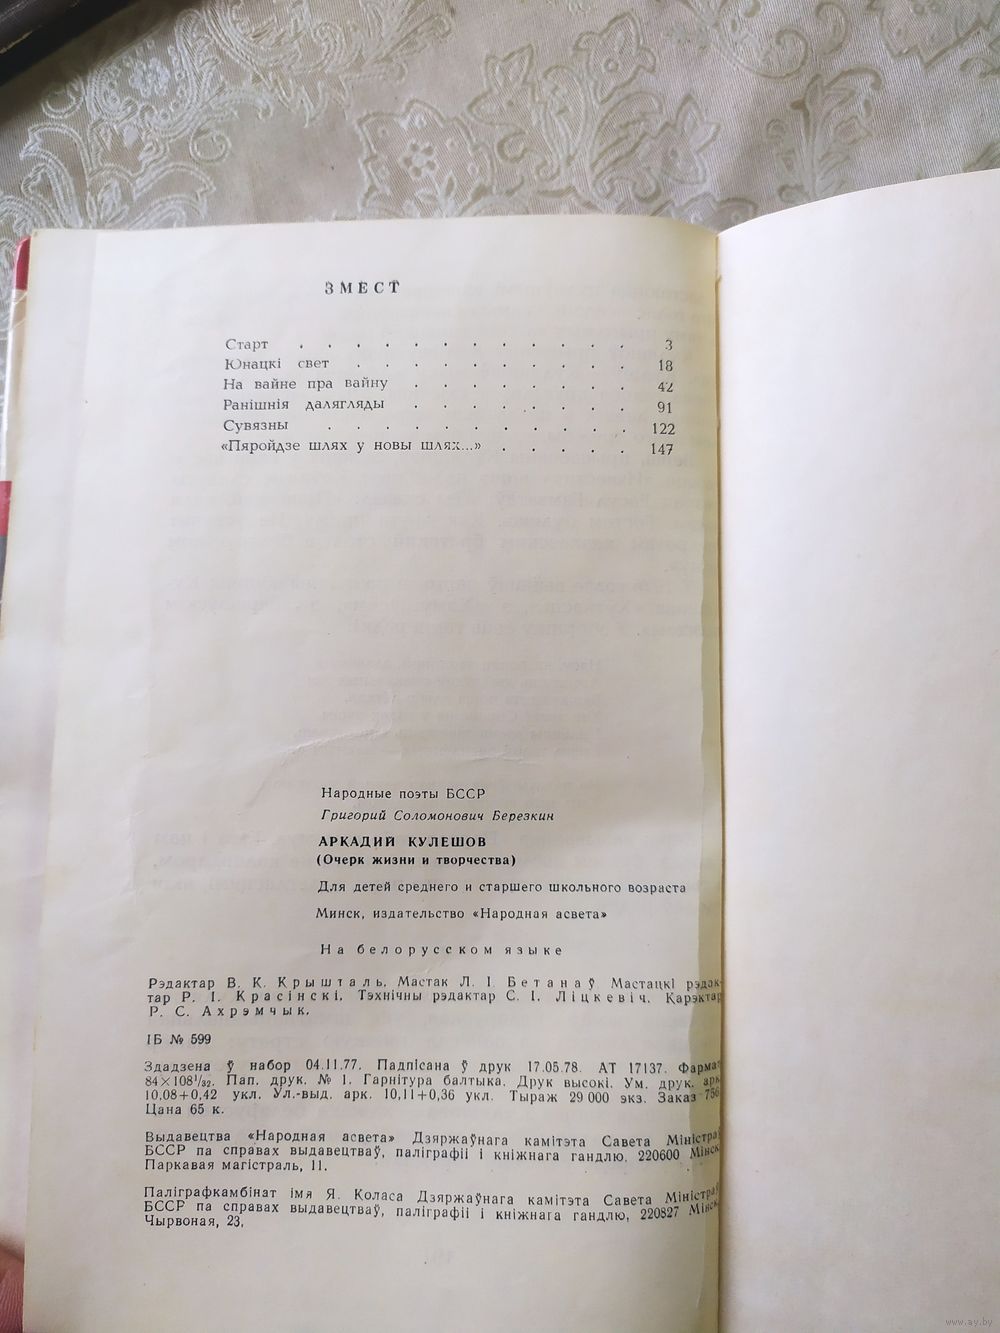 ЗМЕСТ
Старт . . . . . . . . . . . . 3
Юнацкі свет . . . . . . . . . 18
На вайне пра вайну . . . . . . . . 42
Ранішнія далягляды . . . . . . . . 91
Сувязны . . . . . . . . . . . 122
«Пяройдзе шлях у новы шлях...» . . . . . 147
Народные поэты БССР
Григорий Соломонович Березкин
АРКАДИЙ КУЛЕШОВ
(Очерк жизни и творчества)
Для детей среднего и старшего школьного возраста
Минск, издательство «Народная асвета»
На белорусском языке
Рэдактар В. К. Крышталь. Мастак Л. І. Бетанаў Мастацкі рэдак-
тар Р. І. Красінскі. Тэхнічны рэдактар С. І. Ліцкевіч. Карэктар
Р. С. Ахрэмчык.
ІБ № 599
Здадзена ў набор 04.11.77. Падпісана ў друк 17.05.78. АТ 17137. Фармат
84×108¹/₃₂. Пап. друк. № 1. Гарнітура балтыка. Друк высокі. Ум. друк. арк.
10,08+0,42 укл. Ул.-выд. арк. 10,11+0,36 укл. Тыраж 29 000 экз. Заказ 756
Цана 65 к.
Выдавецтва «Народная асвета» Дзяржаўнага камітэта Савета Міністраў
БССР па справах выдавецтваў, паліграфіі і кніжнага гандлю. 220600 Мінск,
Паркавая магістраль, 11.
Паліграфкамбінат імя Я. Коласа Дзяржаўнага камітэта Савета Міністраў
БССР па справах выдавецтваў, паліграфіі і кніжнага гандлю, 220827 Мінск,
Чырвоная, 23,
www.ay.by